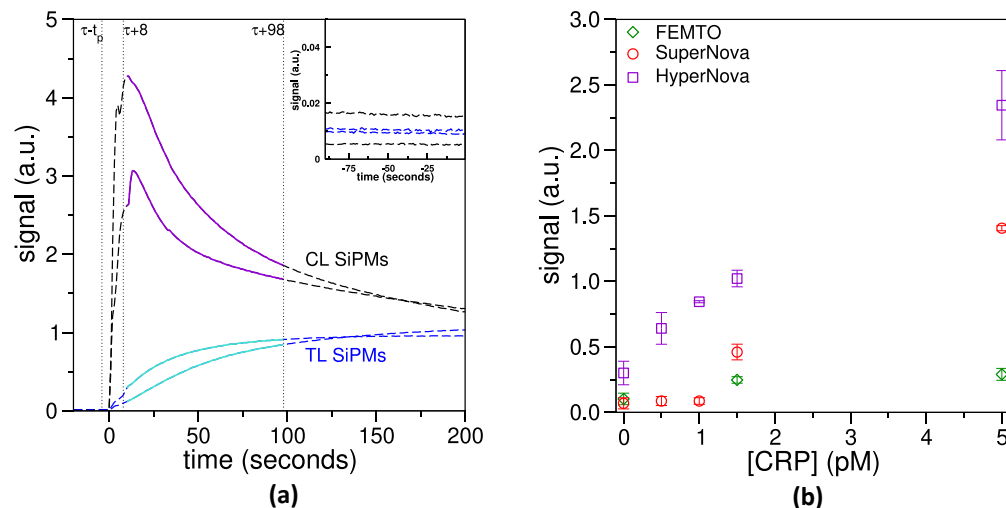 5
4
3
2
1
0
signal (a.u.)
τ-tp
τ+8
τ+98
0.04
0.02
0
signal (a.u.)
-75 -50 -25
time (seconds)
CL SiPMs
TL SiPMs
0 50 100 150 200
time (seconds)
(a)
3.0
2.5
2.0
1.5
1.0
0.5
0.0
signal (a.u.)
FEMTO
SuperNova
HyperNova
0 1 2 3 4 5
[CRP] (pM)
(b)